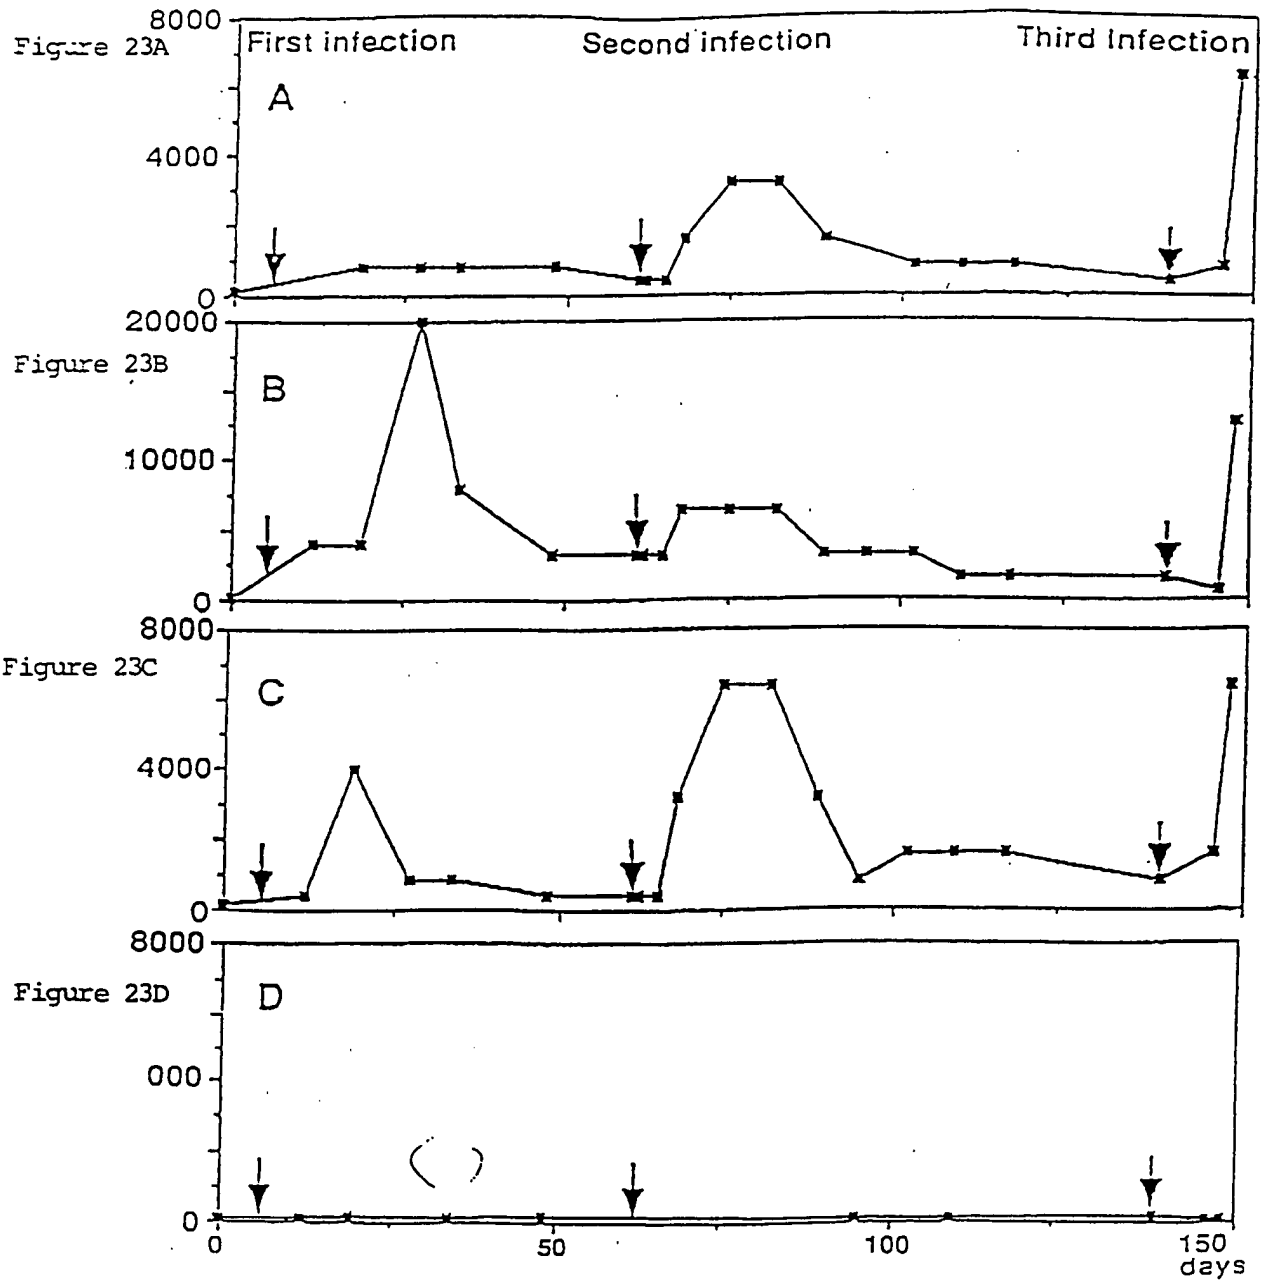 8000
Figure 23A
First infection
Second infection
Third Infection
A
4000
0
20000
Figure 23B
B
10000
0
8000
Figure 23C
C
4000
0
8000
Figure 23D
D
000
0
0
50
100
150
days